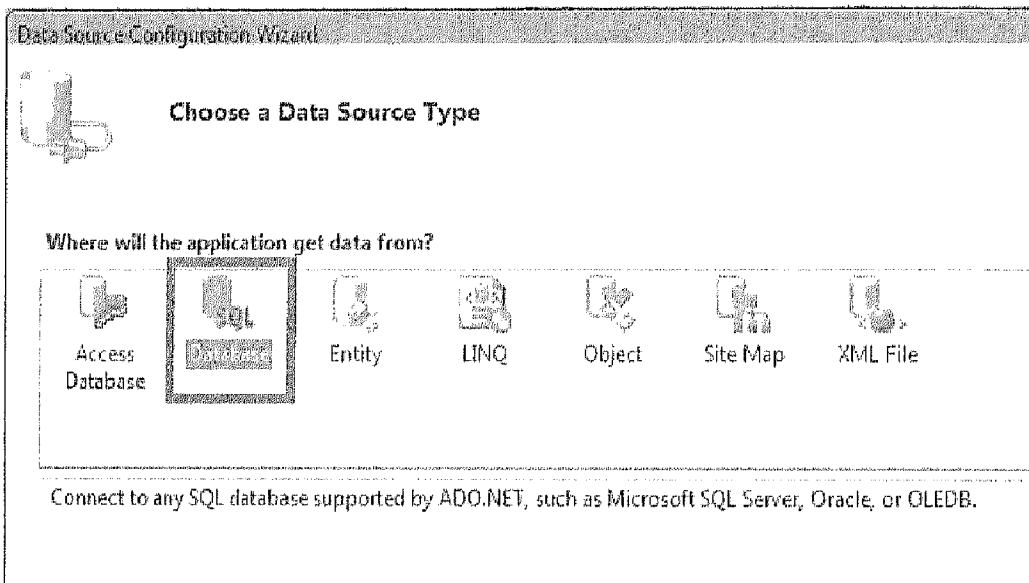 Data Source Configuration Wizard
Choose a Data Source Type
Where will the application get data from?
SQL
Access Database
Database
Entity
LINQ
Object
Site Map
XML File
Connect to any SQL database supported by ADO.NET, such as Microsoft SQL Server, Oracle, or OLEDB.